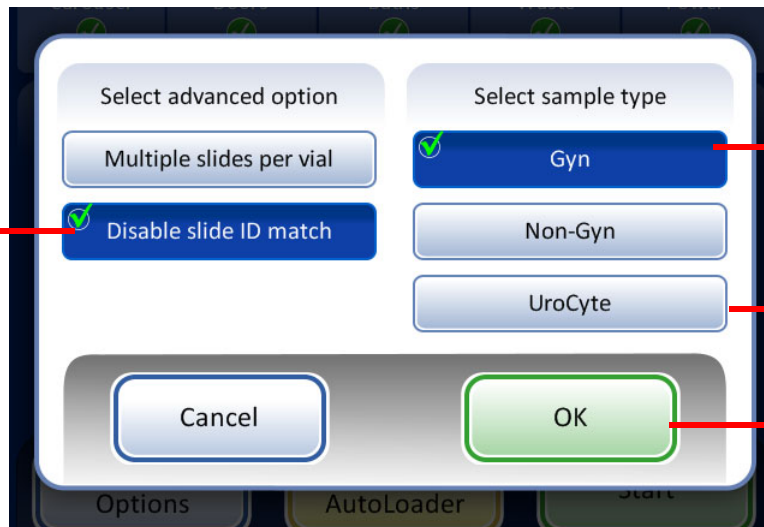 Select advanced option
Select sample type
Multiple slides per vial
Gyn
Disable slide ID match
Non-Gyn
UroCyte
Cancel
OK
Options
AutoLoader
Start